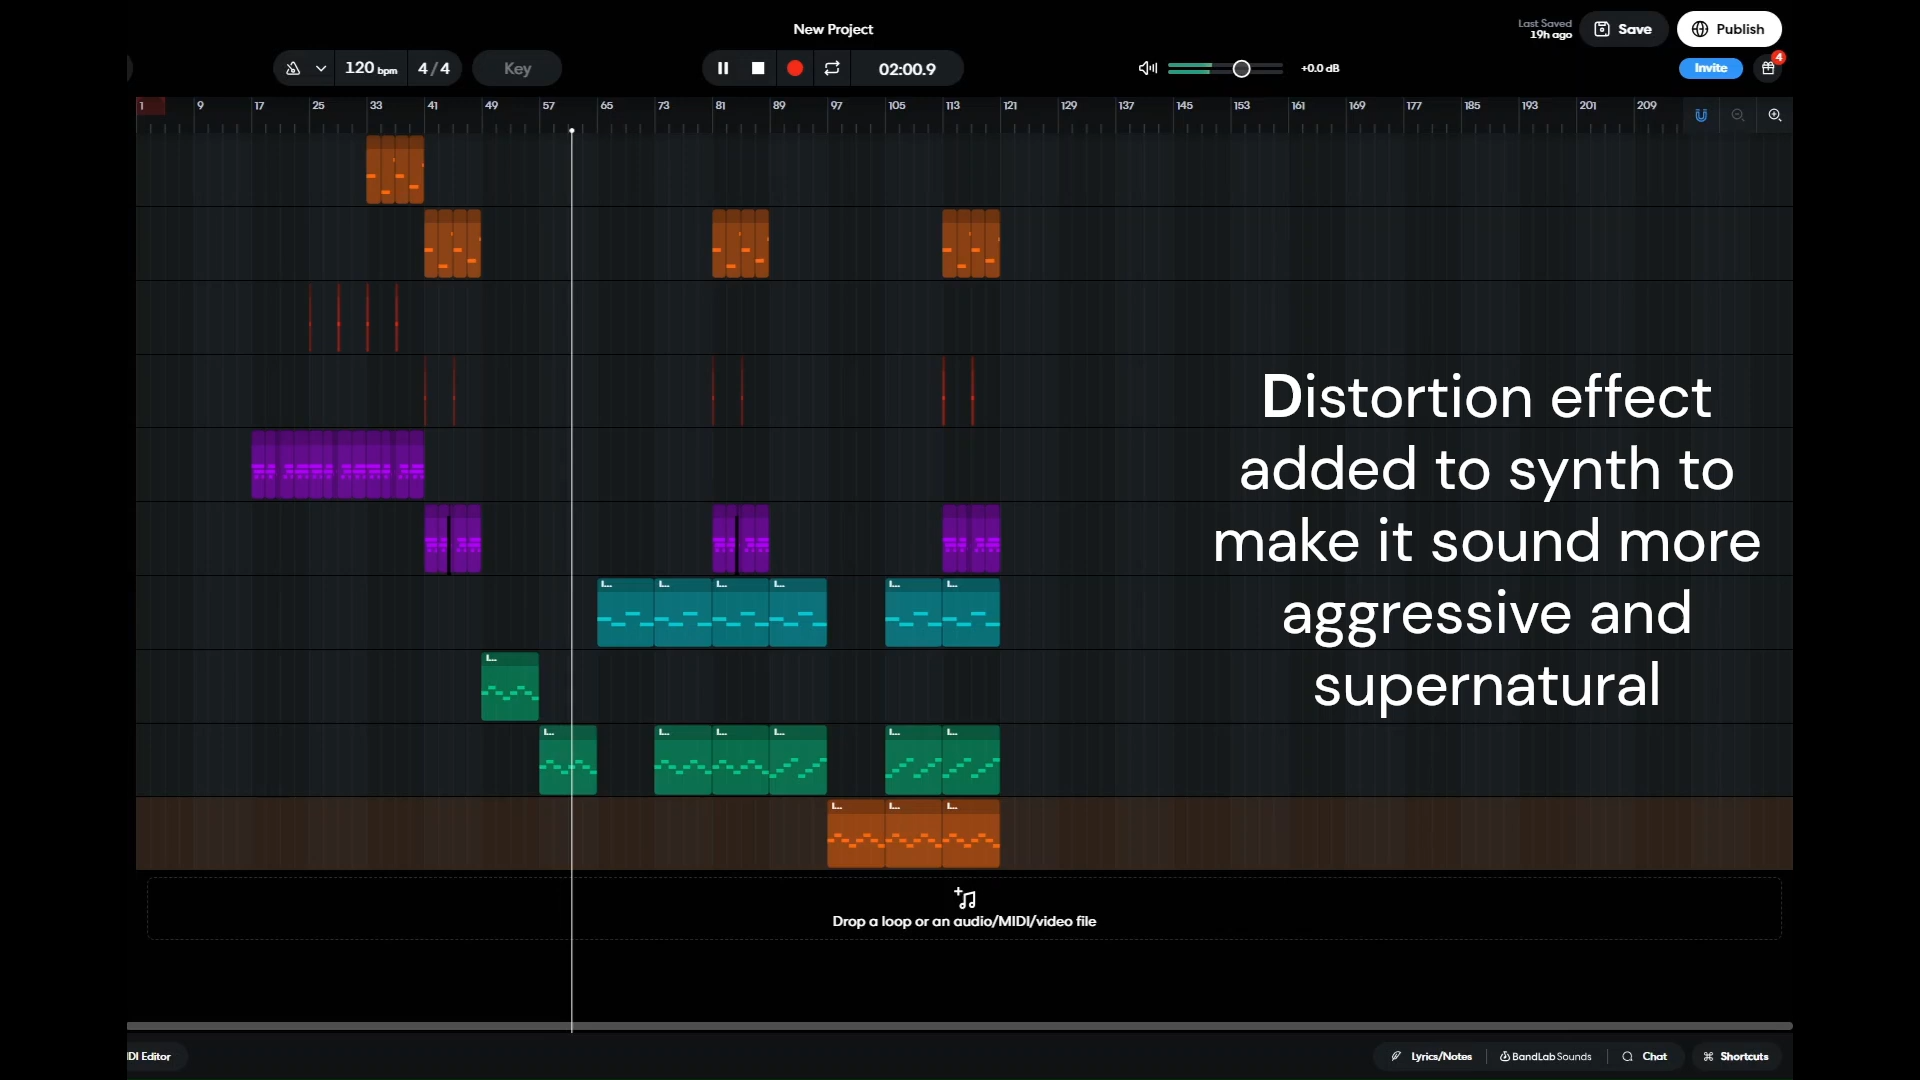 New Project
Last Saved
19h ago
Save
Publish
120 bpm
4/4
Key
02:00.9
+0.0 dB
Invite
4
1 9 17 25 33 41 49 57 65 73 81 89 97 105 113 121 129 137 145 153 161 169 177 185 193 201 209
Distortion effect
added to synth to
make it sound more
aggressive and
supernatural
I... I... I... I... I... I...
I...
I... I... I... I... I... I...
I... I... I...
Drop a loop or an audio/MIDI/video file
IDI Editor
Lyrics/Notes
BandLab Sounds
Chat
Shortcuts